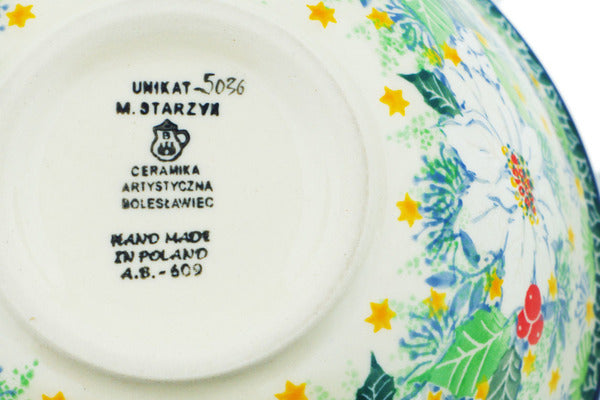 UNIKAT-5036
M. STARZYK
B
CERAMIKA
ARTYSTYCZNA
BOLESŁAWIEC
HAND MADE
IN POLAND
A.B.-609